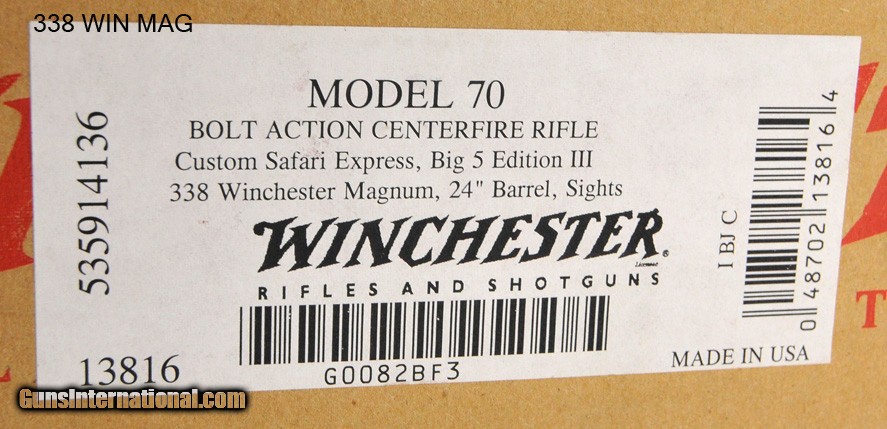 338 WIN MAG
MODEL 70
BOLT ACTION CENTERFIRE RIFLE
Custom Safari Express, Big 5 Edition III
338 Winchester Magnum, 24" Barrel, Sights
WINCHESTER®
Licensee
RIFLES AND SHOTGUNS
G0082BF3
535914136
13816
I BJ C
0 48702 13816 4
MADE IN USA
GunsInternational.com